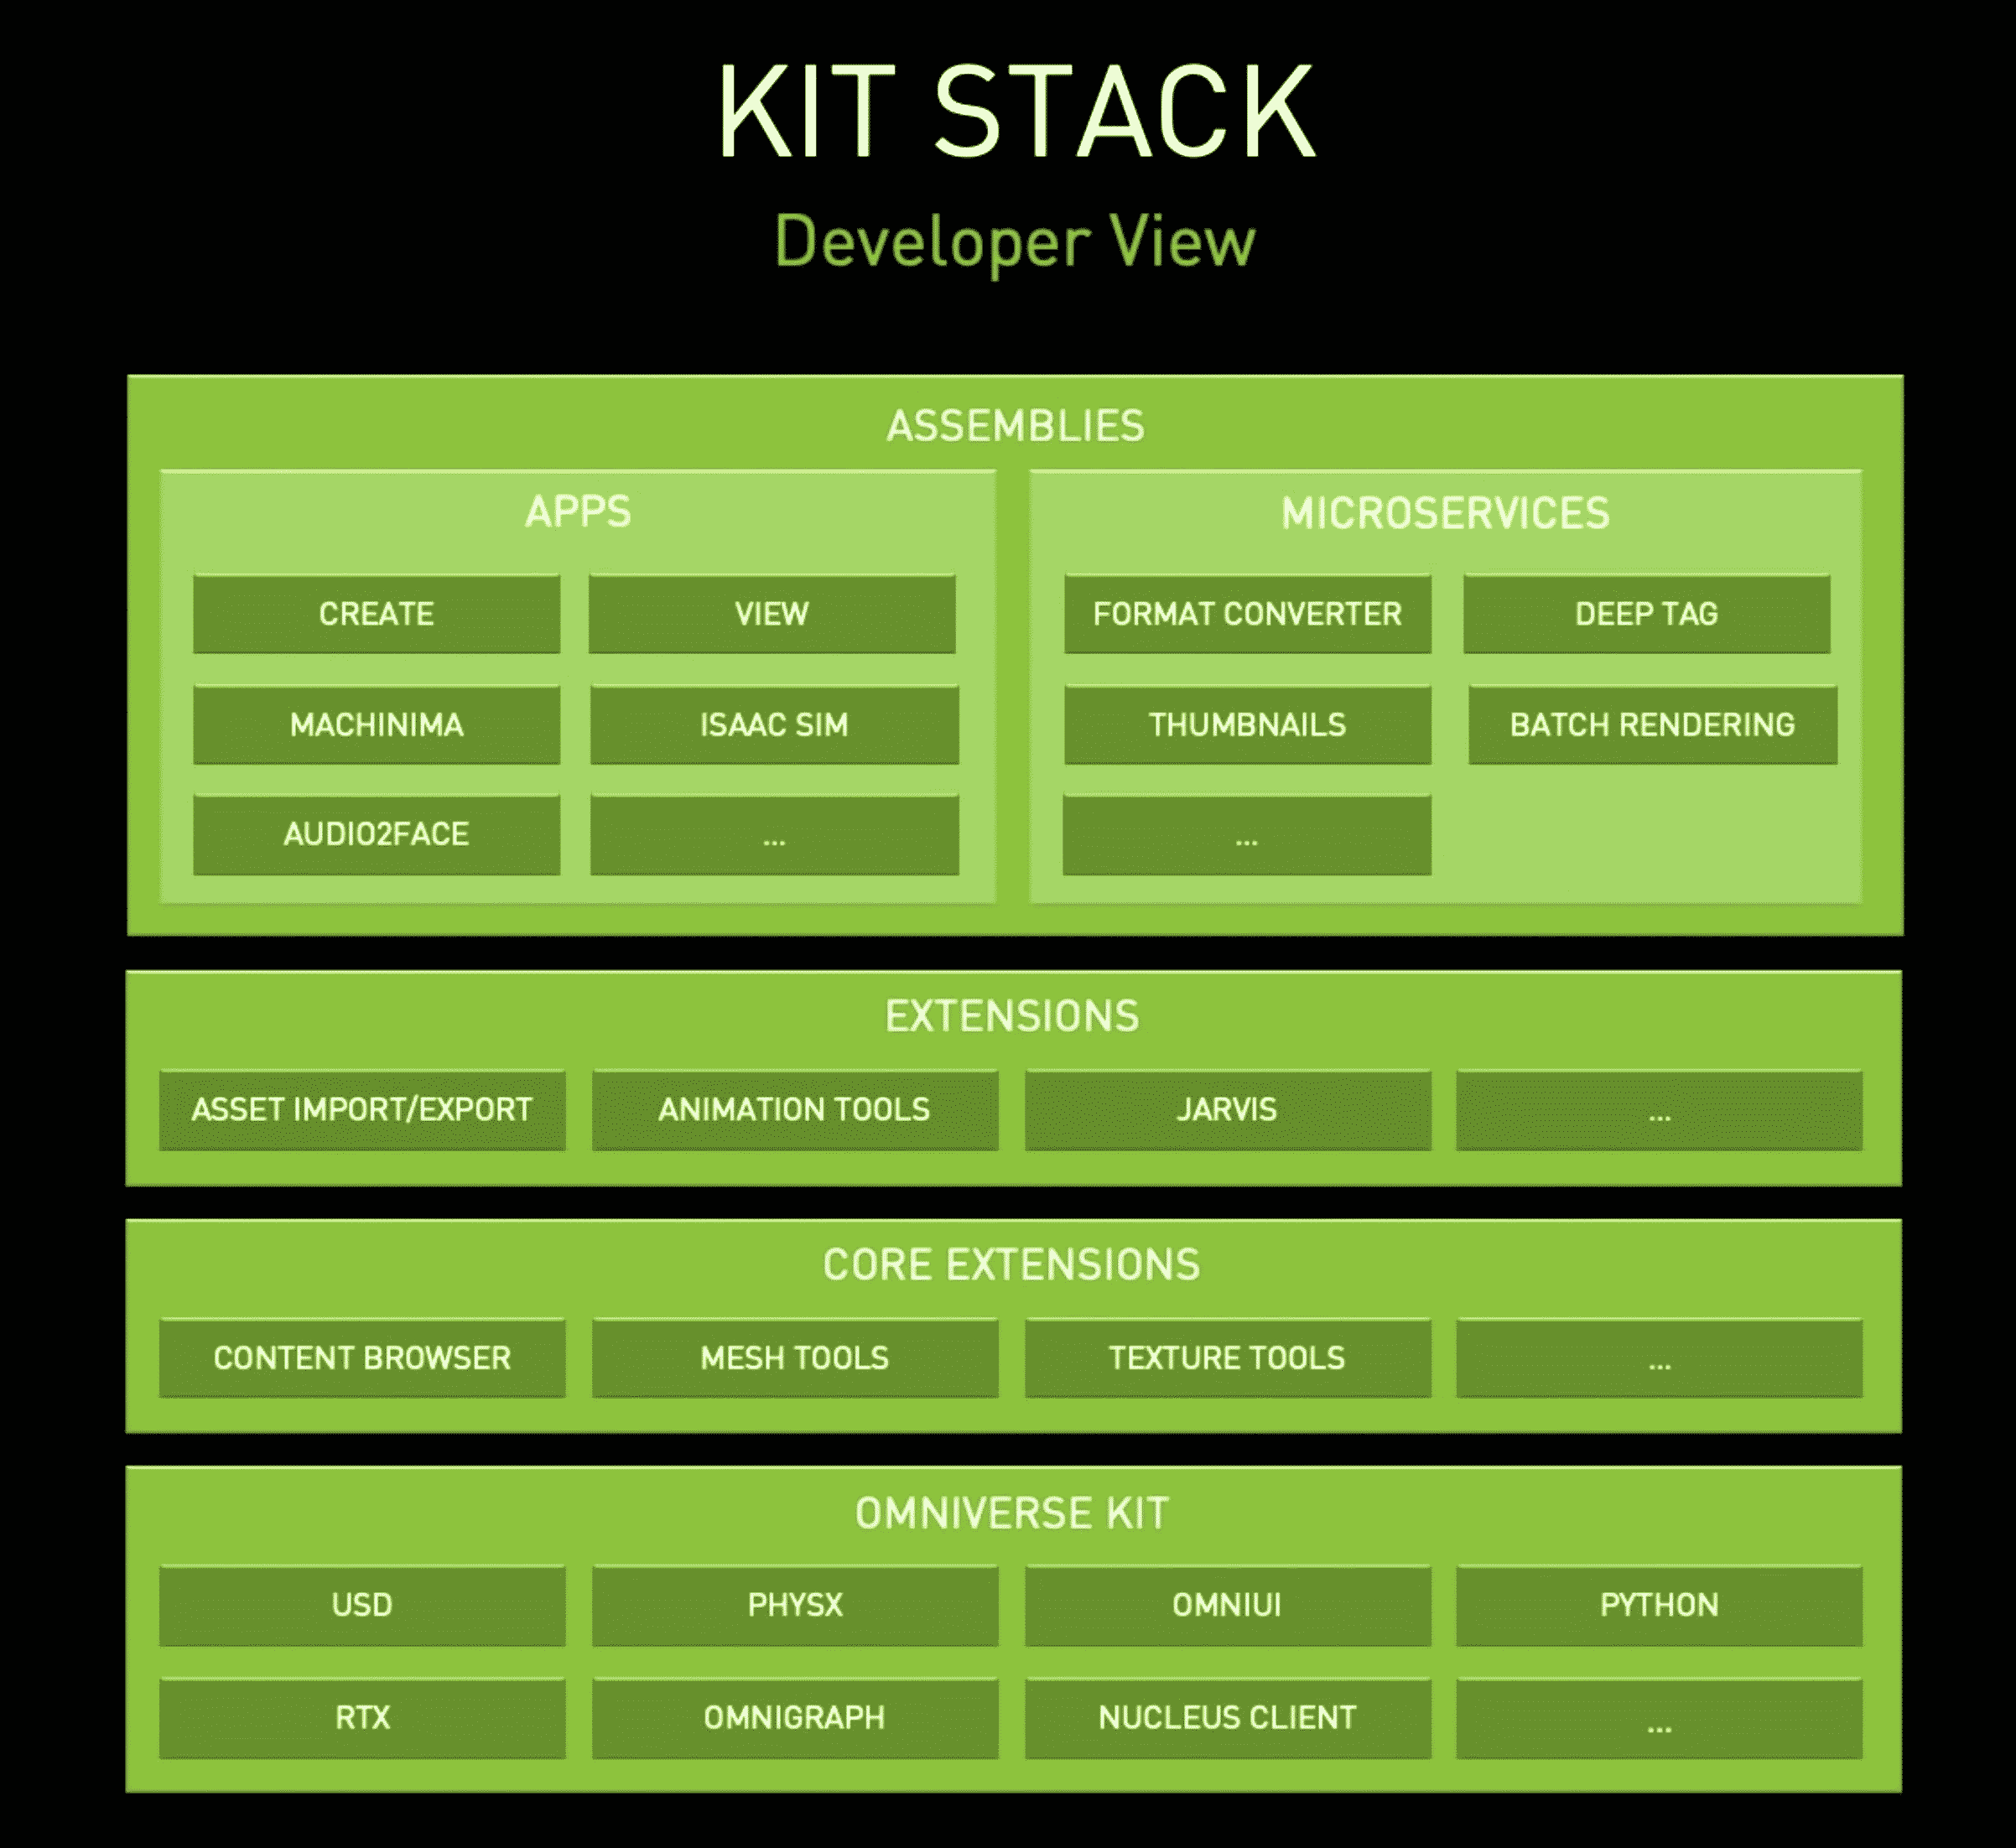 KIT STACK
Developer View
ASSEMBLIES
APPS
CREATE
VIEW
MACHINIMA
ISAAC SIM
AUDIO2FACE
...
MICROSERVICES
FORMAT CONVERTER
DEEP TAG
THUMBNAILS
BATCH RENDERING
...
EXTENSIONS
ASSET IMPORT/EXPORT
ANIMATION TOOLS
JARVIS
...
CORE EXTENSIONS
CONTENT BROWSER
MESH TOOLS
TEXTURE TOOLS
...
OMNIVERSE KIT
USD
PHYSX
OMNIUI
PYTHON
RTX
OMNIGRAPH
NUCLEUS CLIENT
...